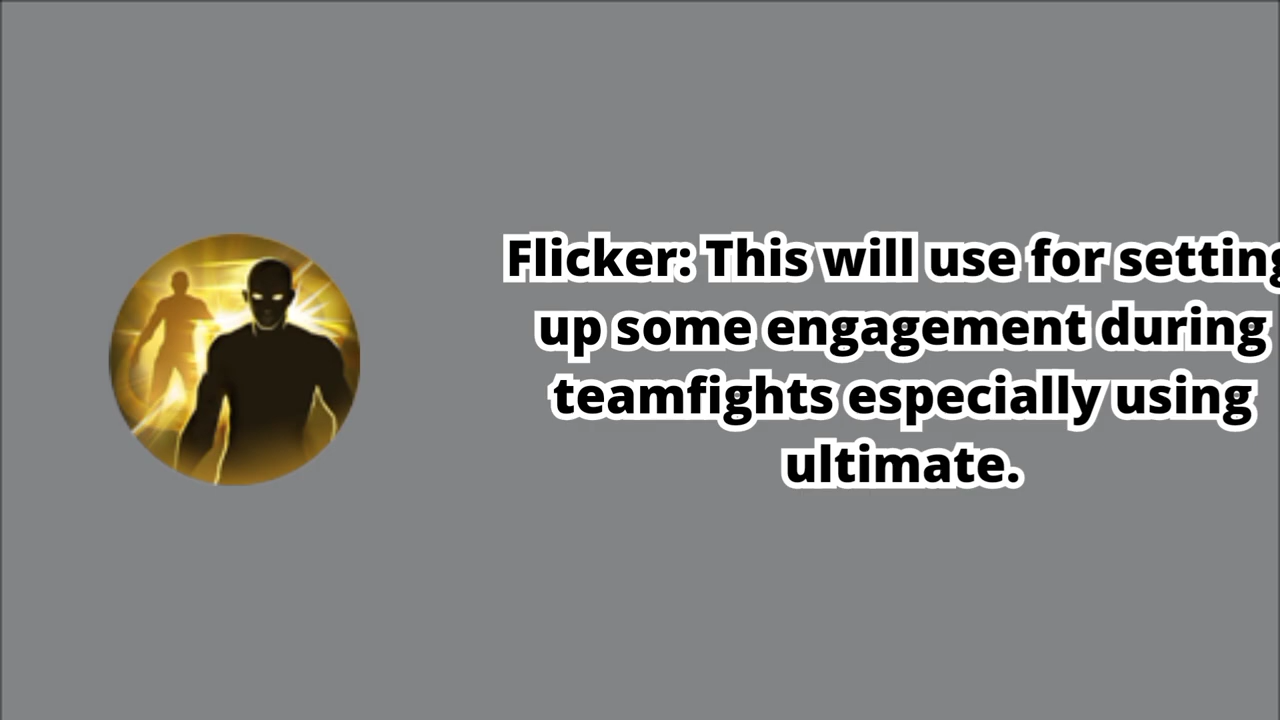 Flicker: This will use for setting
up some engagement during
teamfights especially using
ultimate.